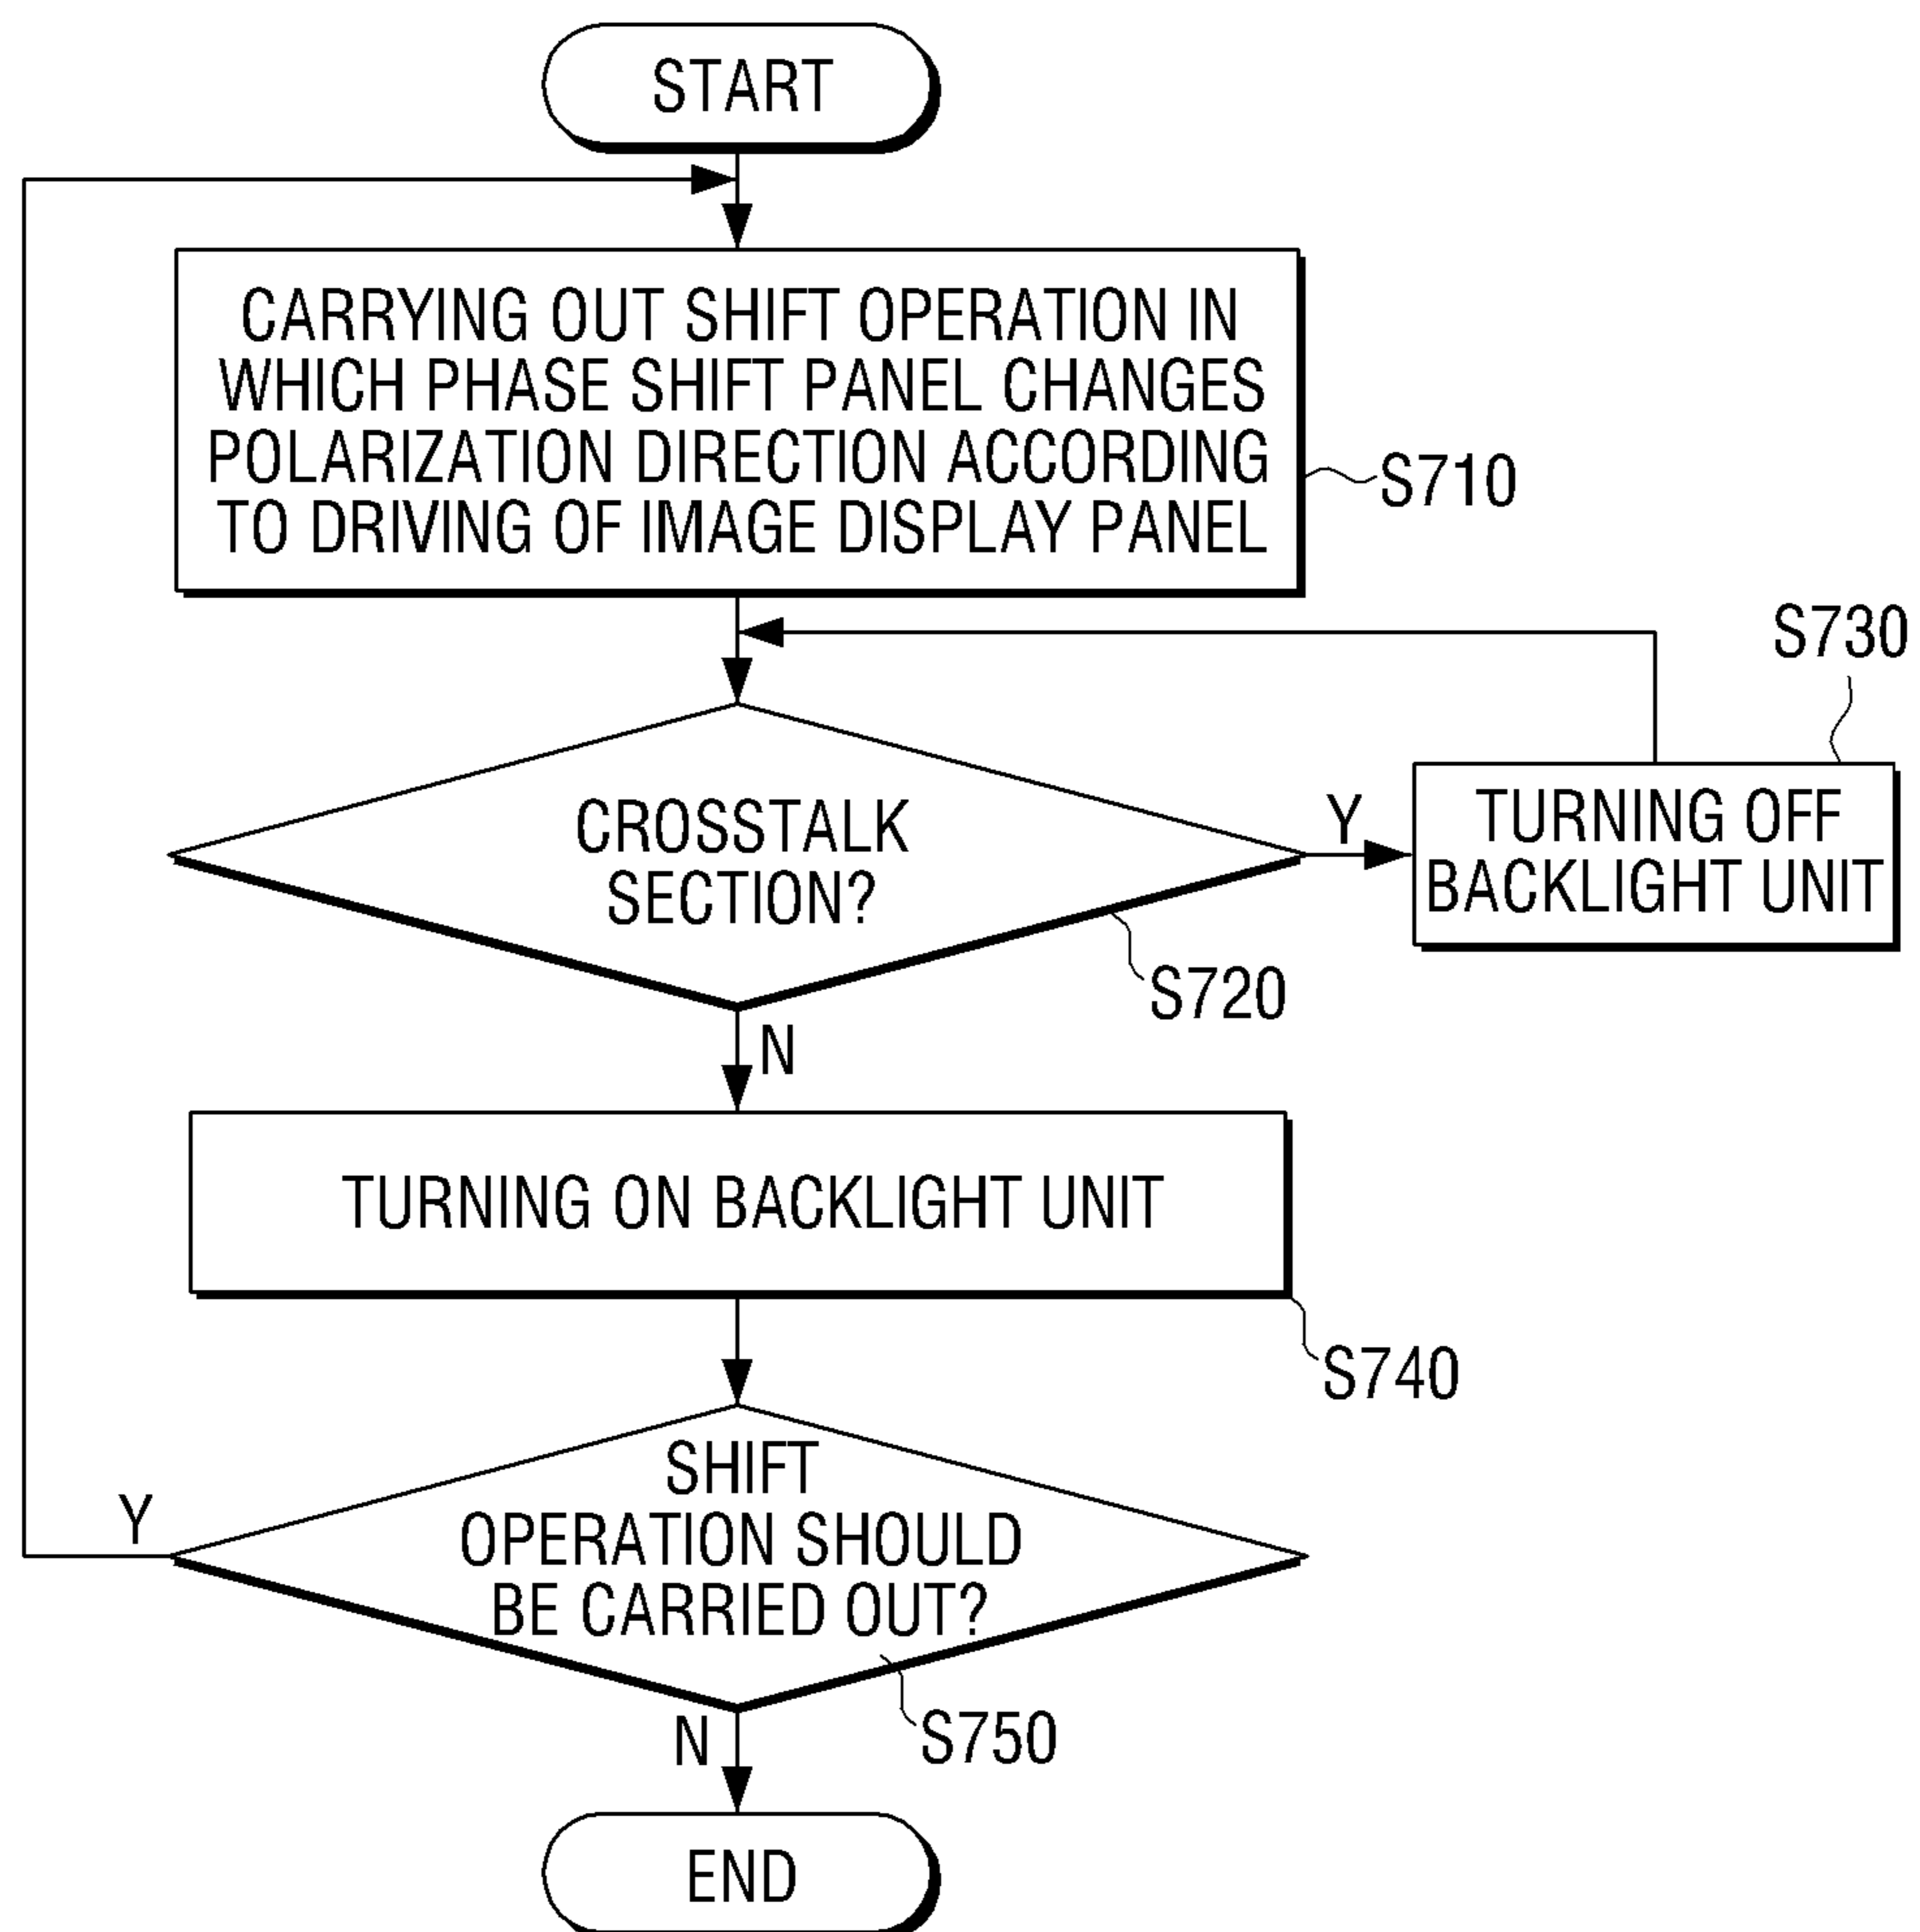 START
CARRYING OUT SHIFT OPERATION IN
WHICH PHASE SHIFT PANEL CHANGES
POLARIZATION DIRECTION ACCORDING
TO DRIVING OF IMAGE DISPLAY PANEL
S710
S730
CROSSTALK
SECTION?
Y
TURNING OFF
BACKLIGHT UNIT
S720
N
TURNING ON BACKLIGHT UNIT
S740
SHIFT
OPERATION SHOULD
BE CARRIED OUT?
Y
S750
N
END